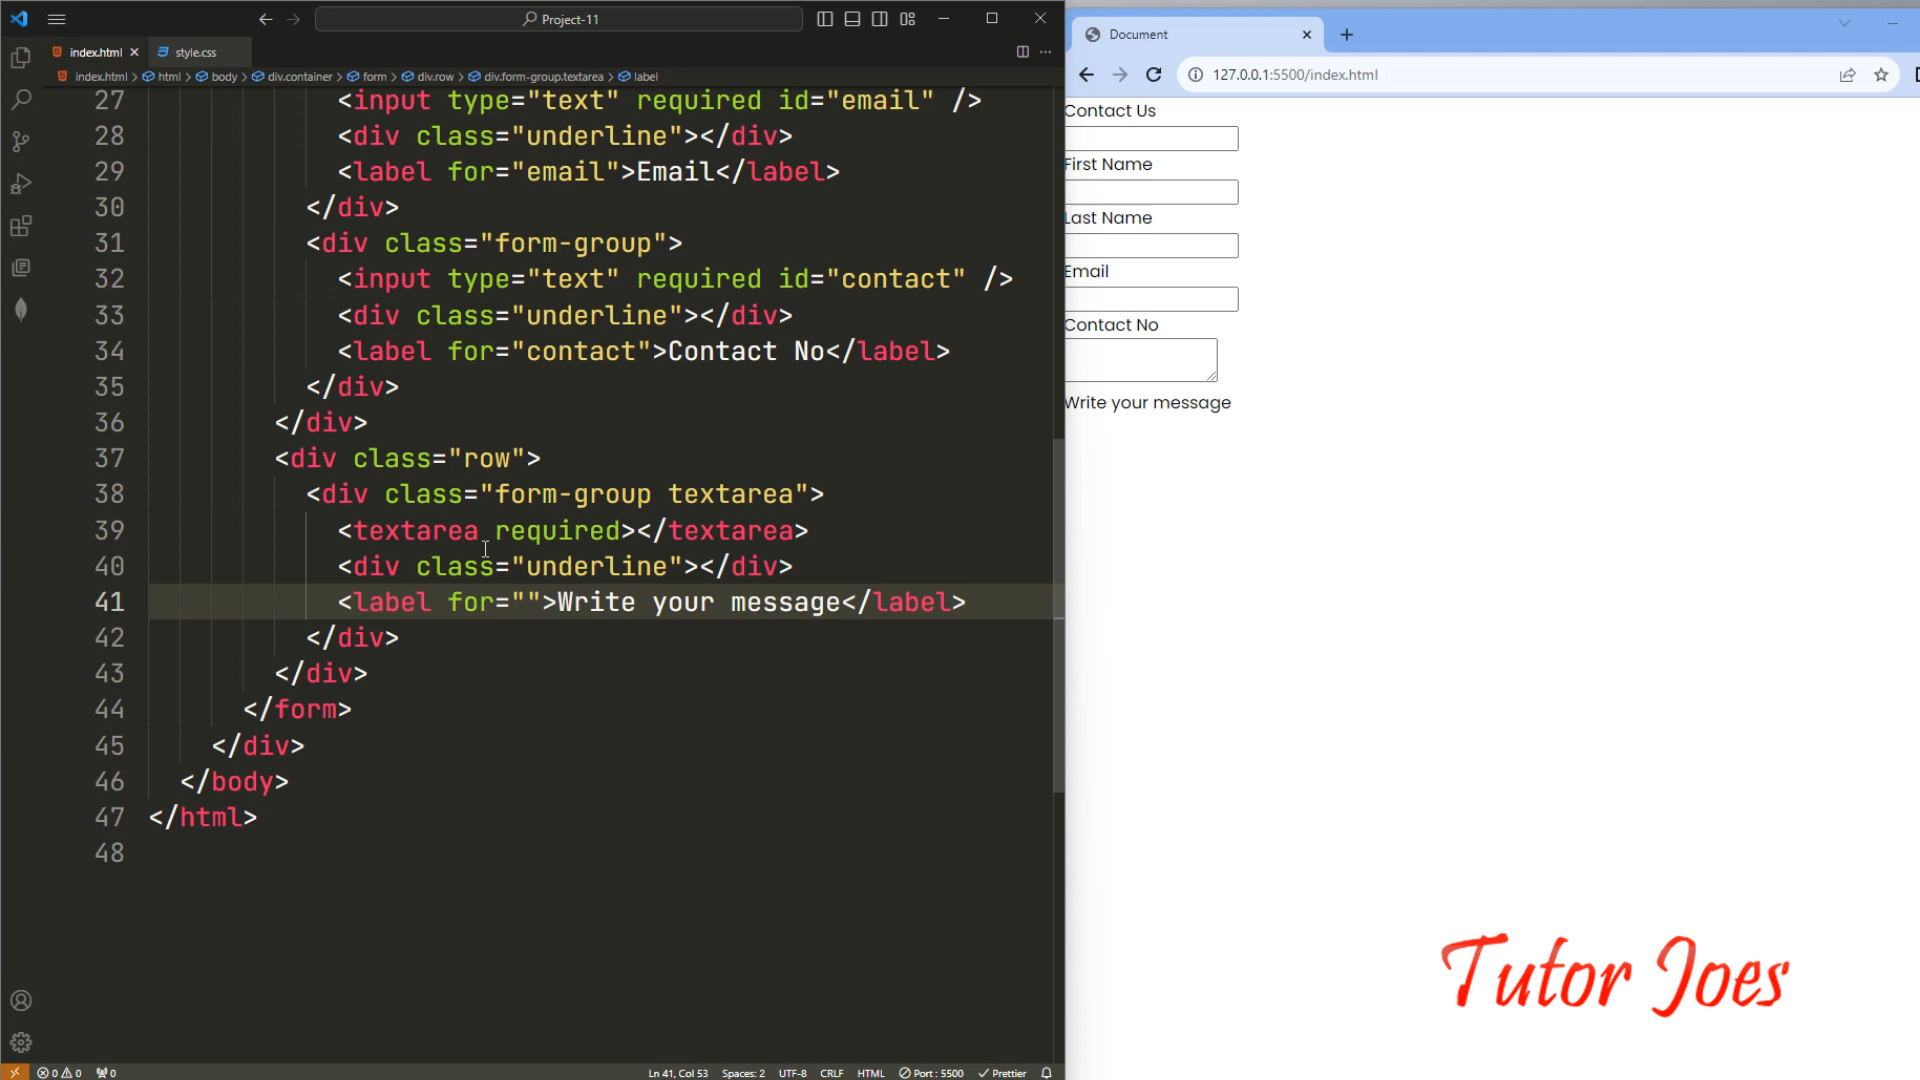 Project-11
index.html
style.css
index.html > html > body > div.container > form > div.row > div.form-group.textarea > label
27 <input type="text" required id="email" />
28 <div class="underline"></div>
29 <label for="email">Email</label>
30 </div>
31 <div class="form-group">
32 <input type="text" required id="contact" />
33 <div class="underline"></div>
34 <label for="contact">Contact No</label>
35 </div>
36 </div>
37 <div class="row">
38 <div class="form-group textarea">
39 <textarea required></textarea>
40 <div class="underline"></div>
41 <label for="">Write your message</label>
42 </div>
43 </div>
44 </form>
45 </div>
46 </body>
47 </html>
48
0 0 0 Ln 41, Col 53 Spaces: 2 UTF-8 CRLF HTML Port : 5500 Prettier
Document
127.0.0.1:5500/index.html
Contact Us
First Name
Last Name
Email
Contact No
Write your message
Tutor Joes